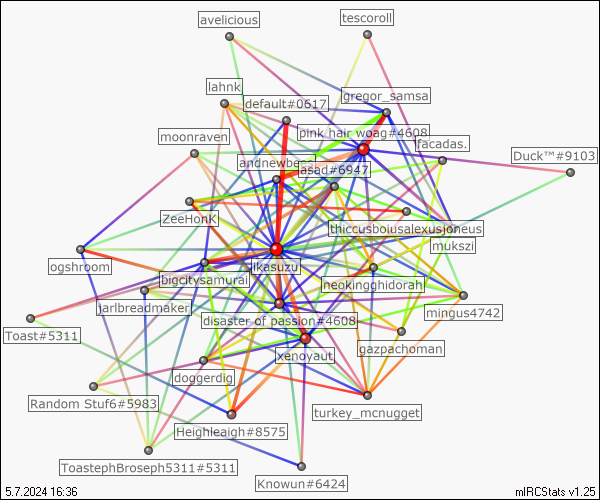 avelicious
tescoroll
lahnk
gregor_samsa
default#0617
pink hair woag#4608
moonraven
facadas.
Duck™#9103
andnewbees
asad#6947
ZeeHonK
thiccusboiusalexusjoneus
mukszi
ogshroom
likasuzu
bigcitysamurai
neokingghidorah
jarlbreadmaker
mingus4742
Toast#5311
disaster of passion#4608
xenoyaut
gazpachoman
doggerdig
Random Stuf6#5983
turkey_mcnugget
Heighleaigh#8575
ToastephBroseph5311#5311
Knowun#6424
5.7.2024 16:36
mIRCStats v1.25